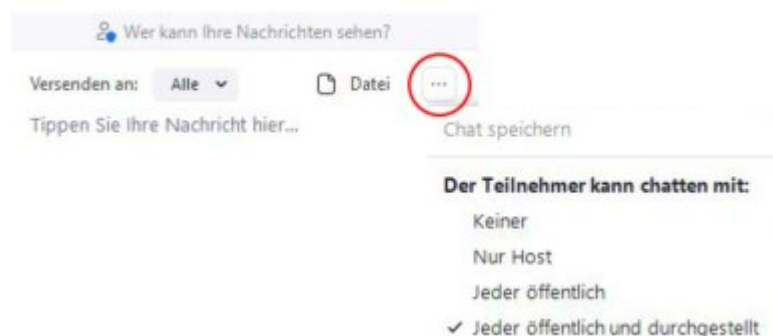 Wer kann Ihre Nachrichten sehen?
Versenden an: Alle Datei ...
Tippen Sie Ihre Nachricht hier...
Chat speichern
Der Teilnehmer kann chatten mit:
Keiner
Nur Host
Jeder öffentlich
Jeder öffentlich und durchgestellt